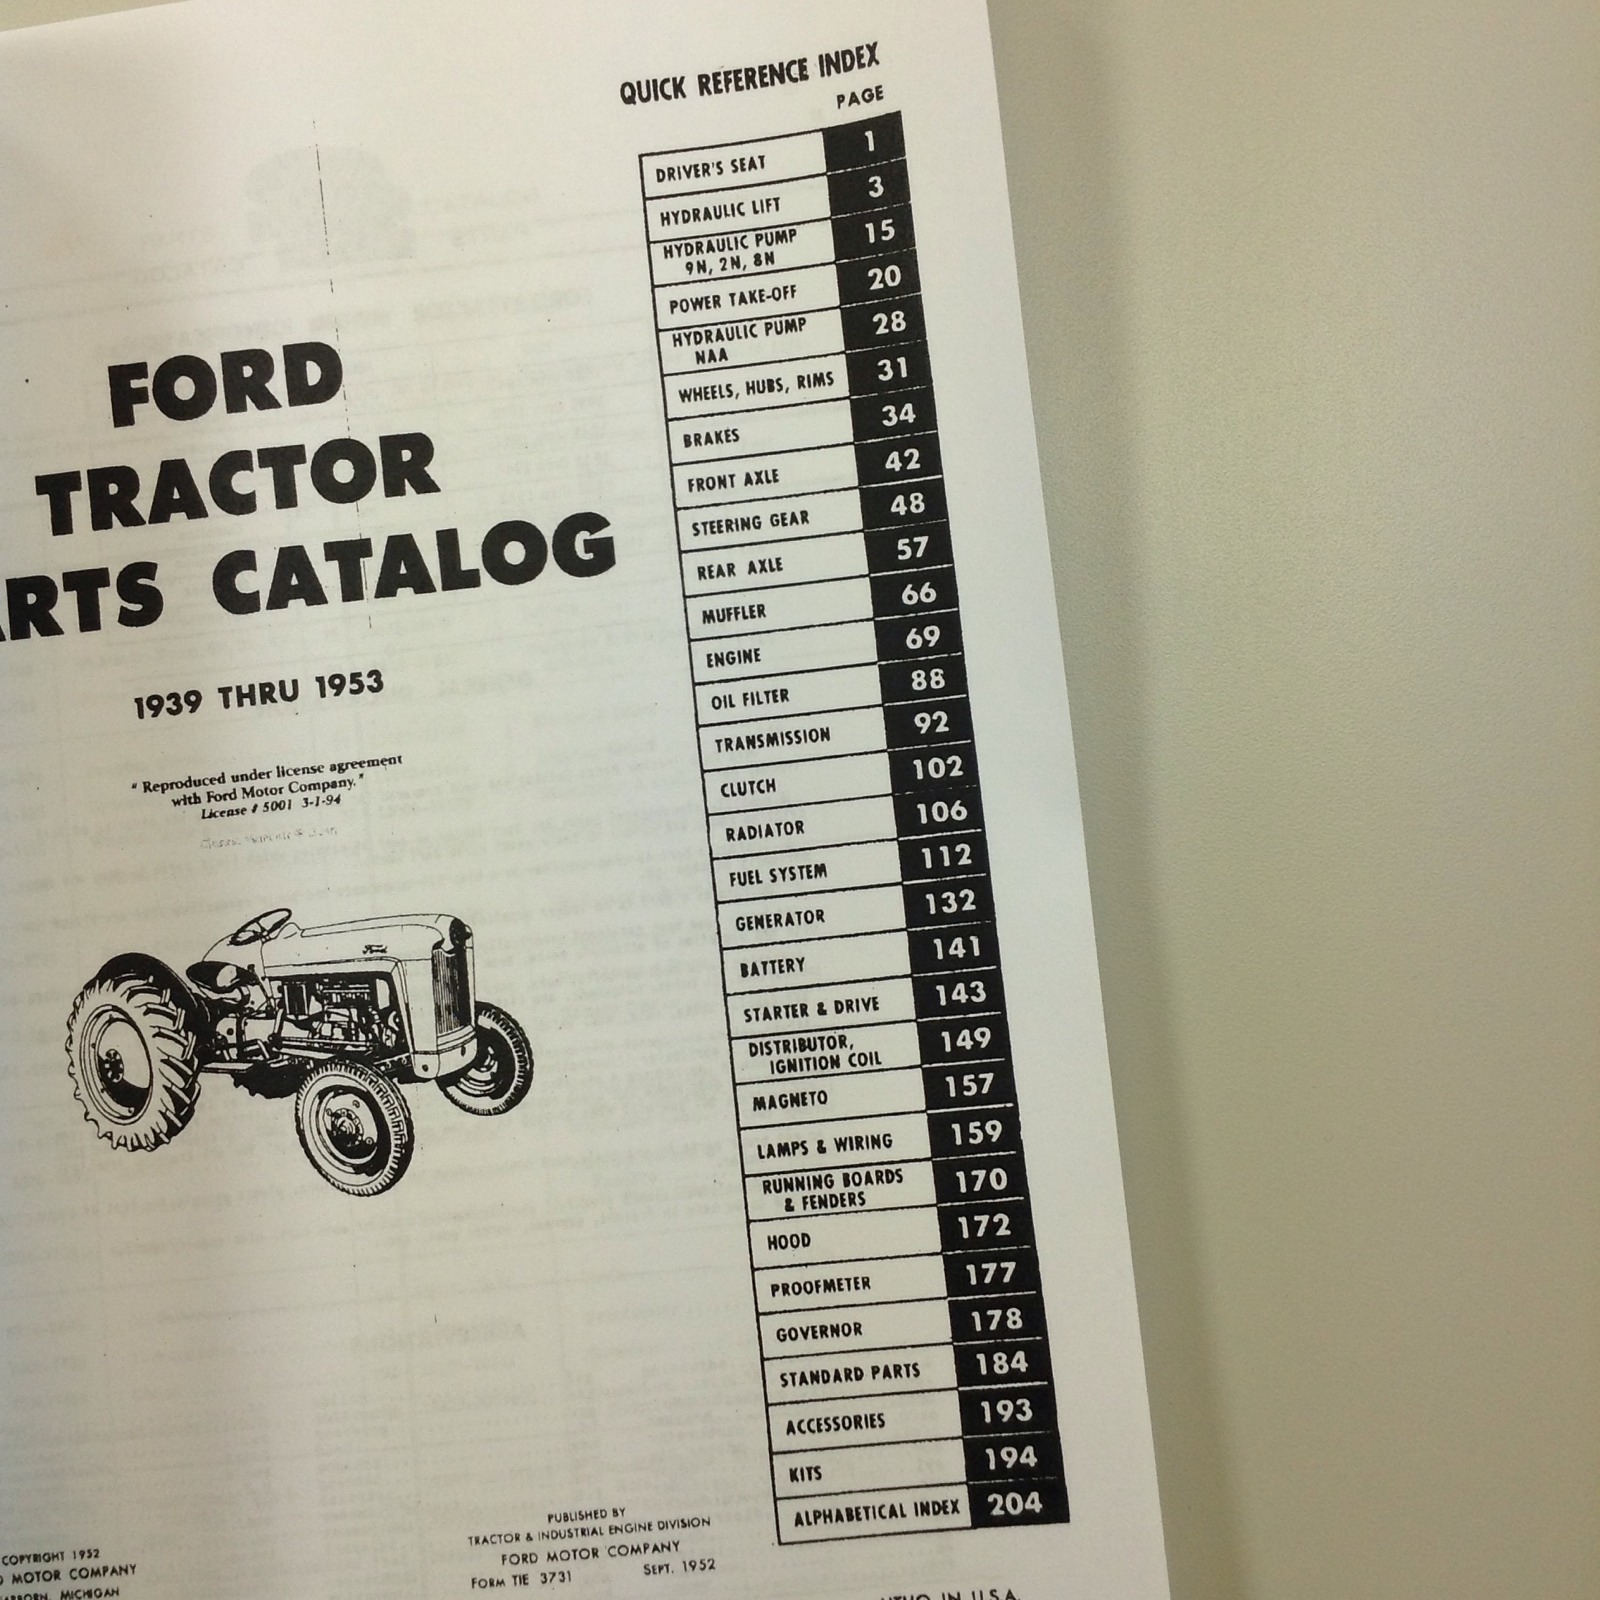 QUICK REFERENCE INDEX
PAGE
DRIVER'S SEAT 1
HYDRAULIC LIFT 3
HYDRAULIC PUMP
9N, 2N, 8N 15
POWER TAKE-OFF 20
HYDRAULIC PUMP
NAA 28
WHEELS, HUBS, RIMS 31
BRAKES 34
FRONT AXLE 42
STEERING GEAR 48
REAR AXLE 57
MUFFLER 66
ENGINE 69
OIL FILTER 88
TRANSMISSION 92
CLUTCH 102
RADIATOR 106
FUEL SYSTEM 112
GENERATOR 132
BATTERY 141
STARTER & DRIVE 143
DISTRIBUTOR,
IGNITION COIL 149
MAGNETO 157
LAMPS & WIRING 159
RUNNING BOARDS
& FENDERS 170
HOOD 172
PROOFMETER 177
GOVERNOR 178
STANDARD PARTS 184
ACCESSORIES 193
KITS 194
ALPHABETICAL INDEX 204
FORD
TRACTOR
ARTS CATALOG
1939 THRU 1953
"Reproduced under license agreement
with Ford Motor Company."
License # 5001 3-1-94
Ford
COPYRIGHT 1952
D MOTOR COMPANY
ARBORN, MICHIGAN
PUBLISHED BY
TRACTOR & INDUSTRIAL ENGINE DIVISION
FORD MOTOR COMPANY
FORM TIE 3731 SEPT. 1952
IN U.S.A.